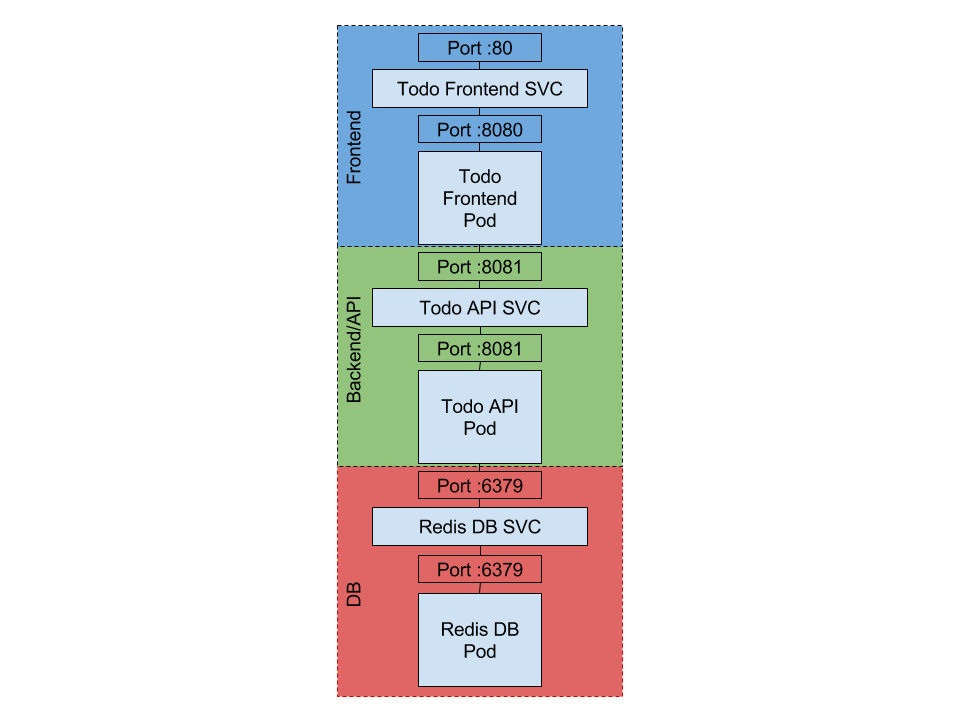 Port :80
Todo Frontend SVC
Port :8080
Todo
Frontend
Pod
Frontend
Port :8081
Todo API SVC
Port :8081
Todo API
Pod
Backend/API
Port :6379
Redis DB SVC
Port :6379
Redis DB
Pod
DB